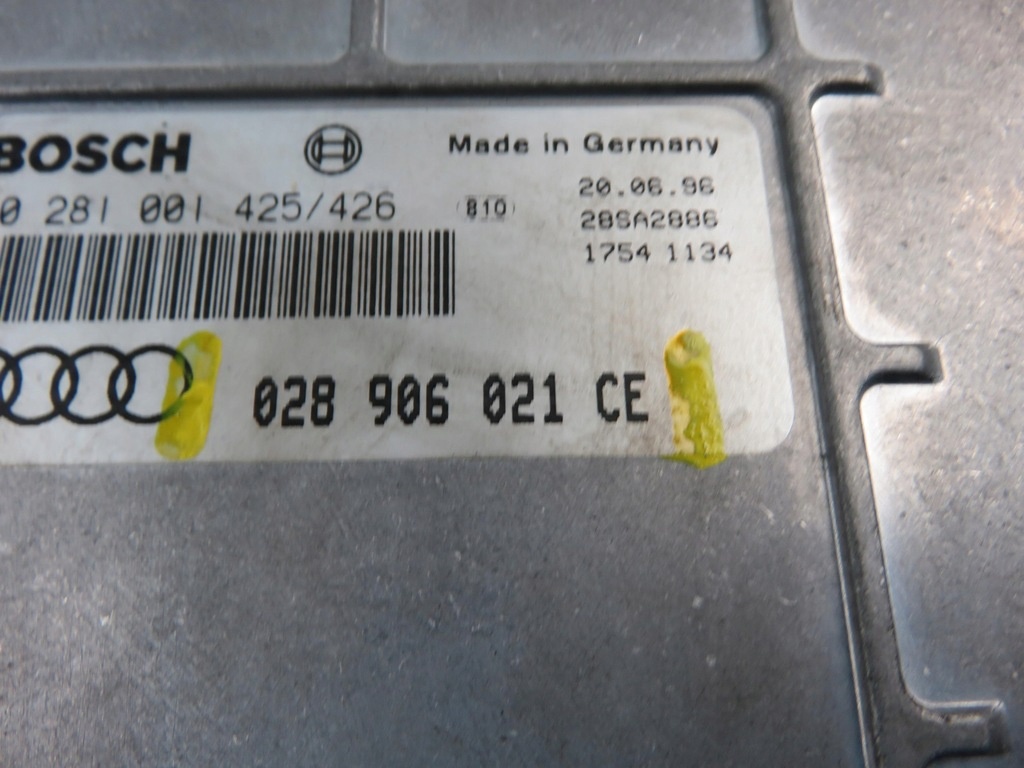 BOSCH
Made in Germany
0 281 001 425/426
810
20.06.96
28SA2886
1754 1134
028 906 021 CE